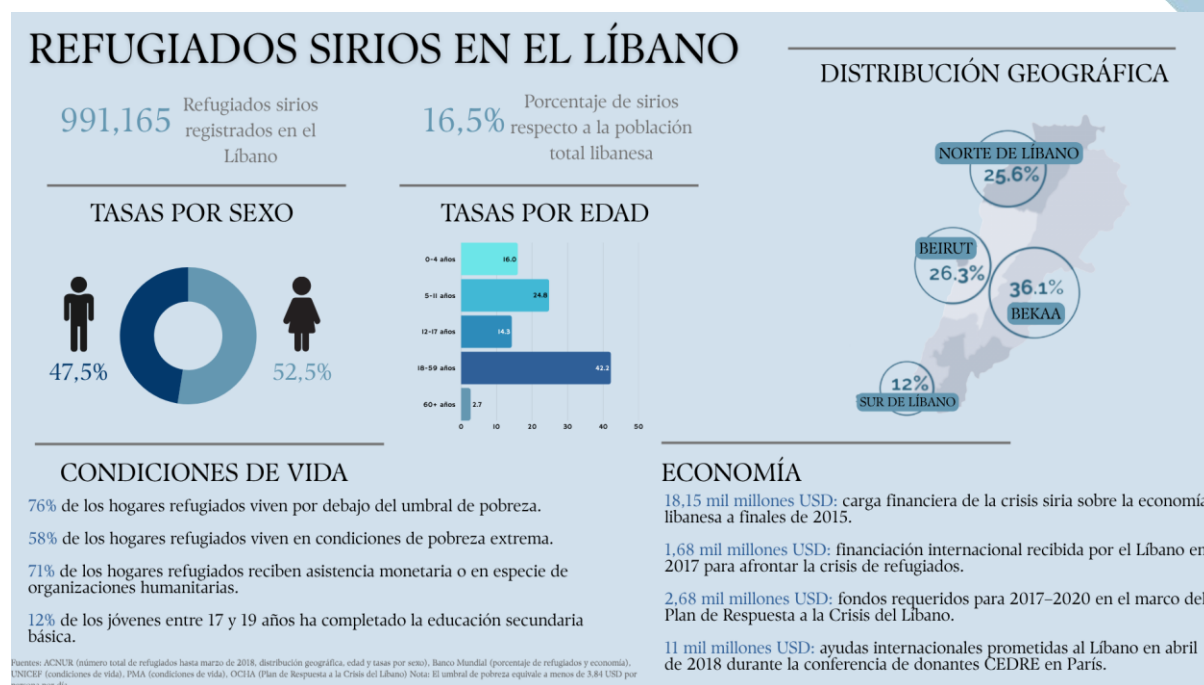 REFUGIADOS SIRIOS EN EL LÍBANO
991,165
Refugiados sirios
registrados en el
Líbano
16,5%
Porcentaje de sirios
respecto a la población
total libanesa
TASAS POR SEXO
47,5%
52,5%
TASAS POR EDAD
0-4 años
16.0
5-11 años
24.8
12-17 años
14.3
18-59 años
42.2
60+ años
2.7
0 10 20 30 40 50
DISTRIBUCIÓN GEOGRÁFICA
NORTE DE LÍBANO
25.6%
BEIRUT
26.3%
36.1%
BEKAA
12%
SUR DE LÍBANO
CONDICIONES DE VIDA
76% de los hogares refugiados viven por debajo del umbral de pobreza.
58% de los hogares refugiados viven en condiciones de pobreza extrema.
71% de los hogares refugiados reciben asistencia monetaria o en especie de
organizaciones humanitarias.
12% de los jóvenes entre 17 y 19 años ha completado la educación secundaria
básica.
ECONOMÍA
18,15 mil millones USD: carga financiera de la crisis siria sobre la economía
libanesa a finales de 2015.
1,68 mil millones USD: financiación internacional recibida por el Líbano en
2017 para afrontar la crisis de refugiados.
2,68 mil millones USD: fondos requeridos para 2017–2020 en el marco del
Plan de Respuesta a la Crisis del Líbano.
11 mil millones USD: ayudas internacionales prometidas al Líbano en abril
de 2018 durante la conferencia de donantes CEDRE en París.
Fuentes: ACNUR (número total de refugiados hasta marzo de 2018, distribución geográfica, edad y tasas por sexo), Banco Mundial (porcentaje de refugiados y economía),
UNICEF (condiciones de vida), PMA (condiciones de vida), OCHA (Plan de Respuesta a la Crisis del Líbano) Nota: El umbral de pobreza equivale a menos de 3,84 USD por